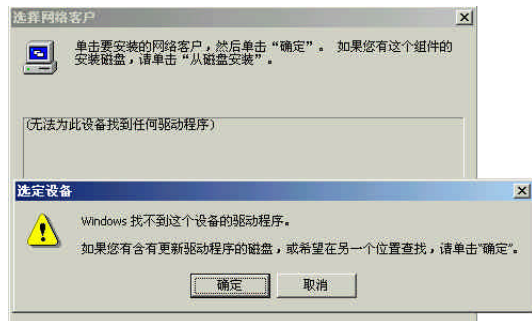 选择网络客户
单击要安装的网络客户，然后单击“确定”。 如果您有这个组件的
安装磁盘，请单击“从磁盘安装”。
(无法为此设备找到任何驱动程序)
选定设备
Windows 找不到这个设备的驱动程序。
如果您有含有更新驱动程序的磁盘，或希望在另一个位置查找，请单击"确定"。
确定 取消